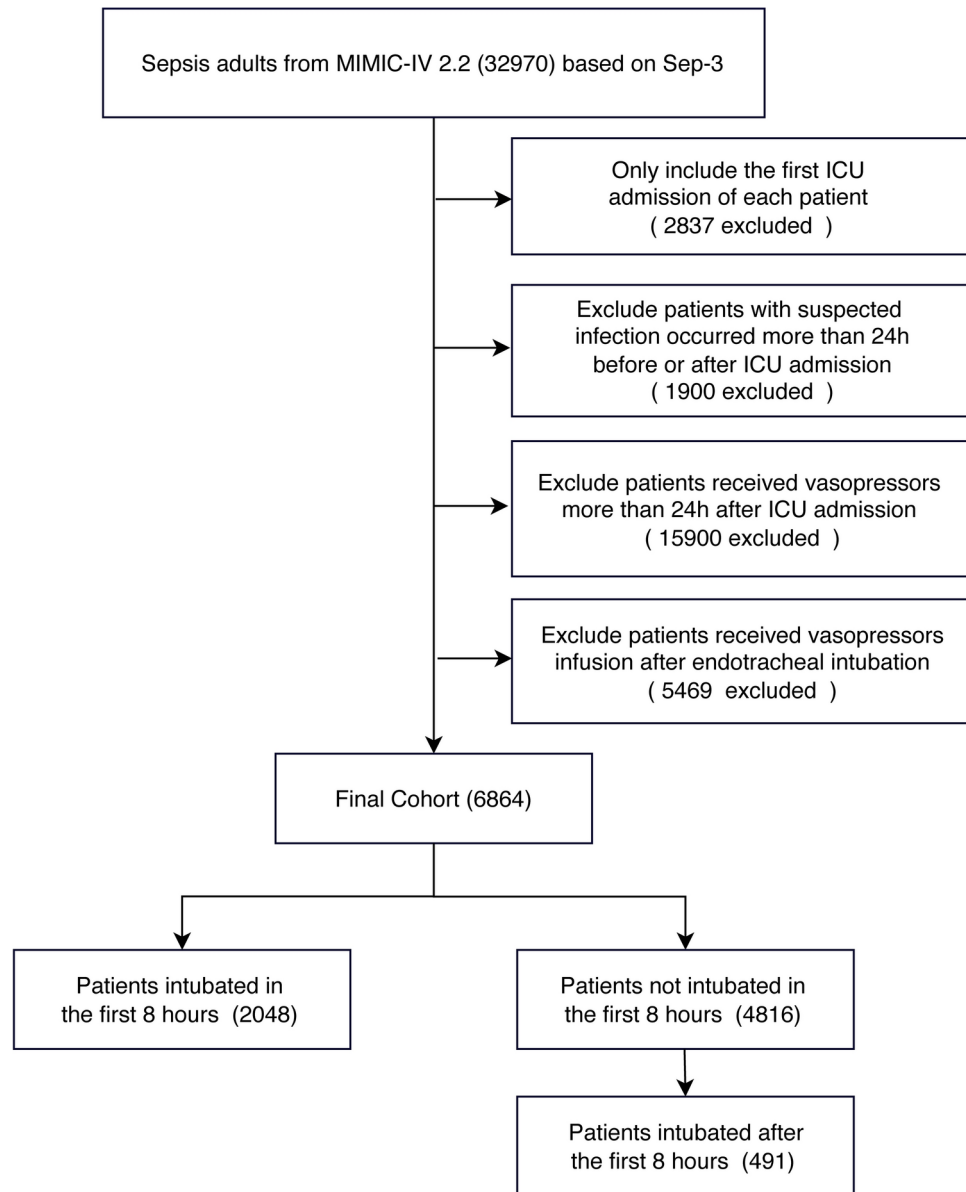 Sepsis adults from MIMIC-IV 2.2 (32970) based on Sep-3
Only include the first ICU
admission of each patient
( 2837 excluded  )
Exclude patients with suspected
infection occurred more than 24h
before or after ICU admission
( 1900 excluded  )
Exclude patients received vasopressors
more than 24h after ICU admission
( 15900 excluded  )
Exclude patients received vasopressors
infusion after endotracheal intubation
( 5469  excluded  )
Final Cohort (6864)
Patients intubated in
the first 8 hours  (2048)
Patients not intubated in
the first 8 hours  (4816)
Patients intubated after
the first 8 hours  (491)